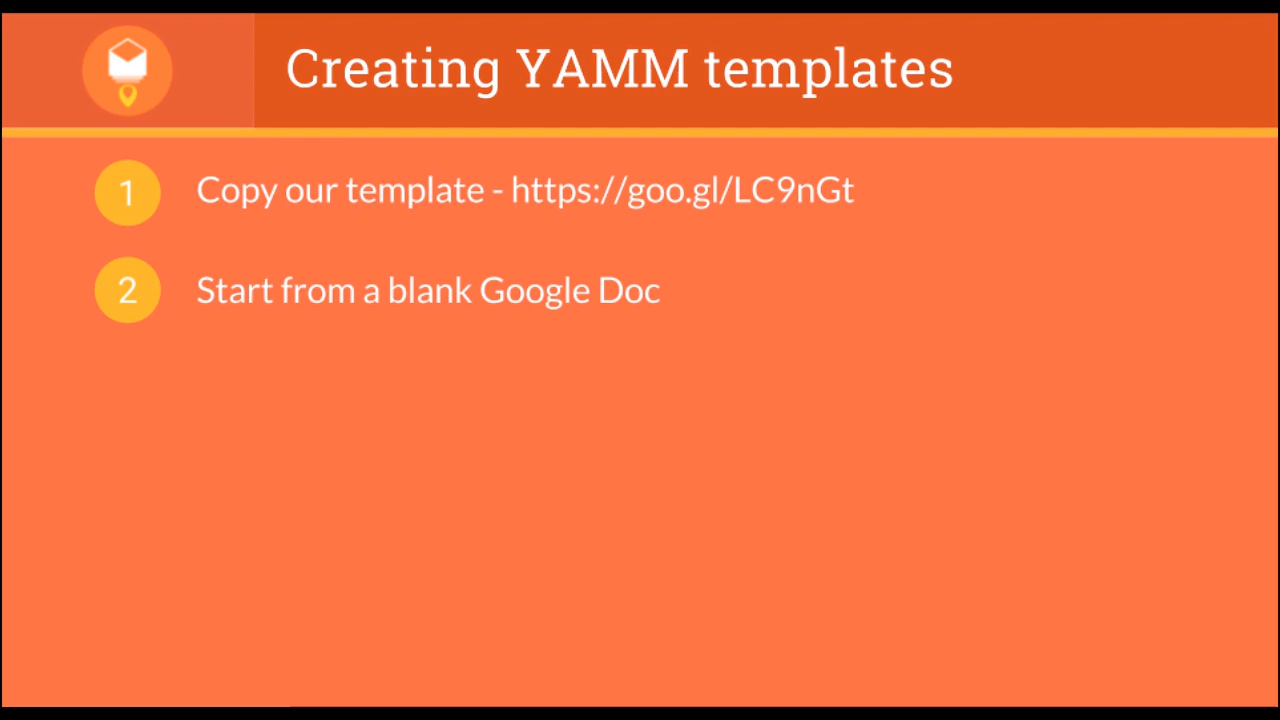 Creating YAMM templates
1 Copy our template - https://goo.gl/LC9nGt
2 Start from a blank Google Doc